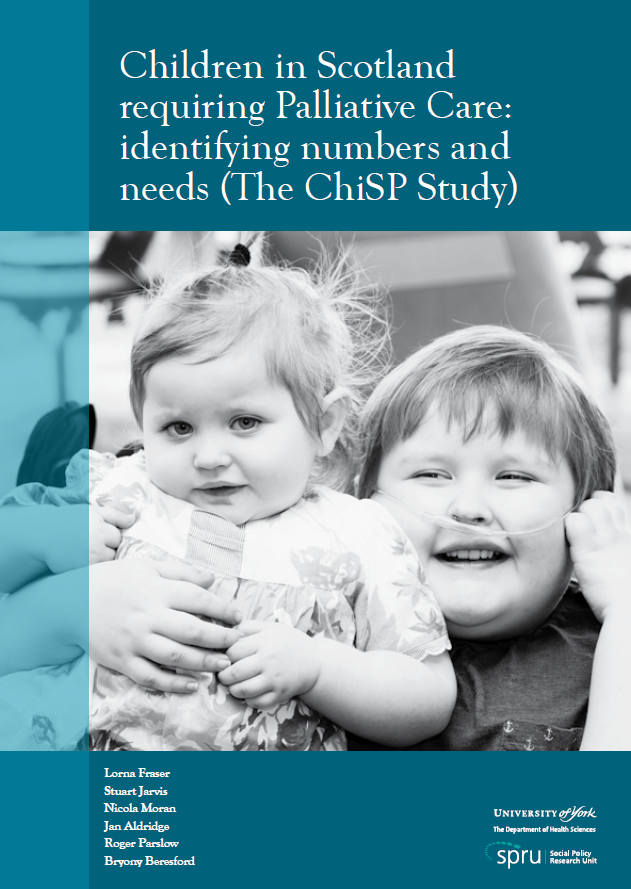 Children in Scotland
requiring Palliative Care:
identifying numbers and
needs (The ChiSP Study)
Lorna Fraser
Stuart Jarvis
Nicola Moran
Jan Aldridge
Roger Parslow
Bryony Beresford
UNIVERSITY of York
The Department of Health Sciences
spru Social Policy
Research Unit